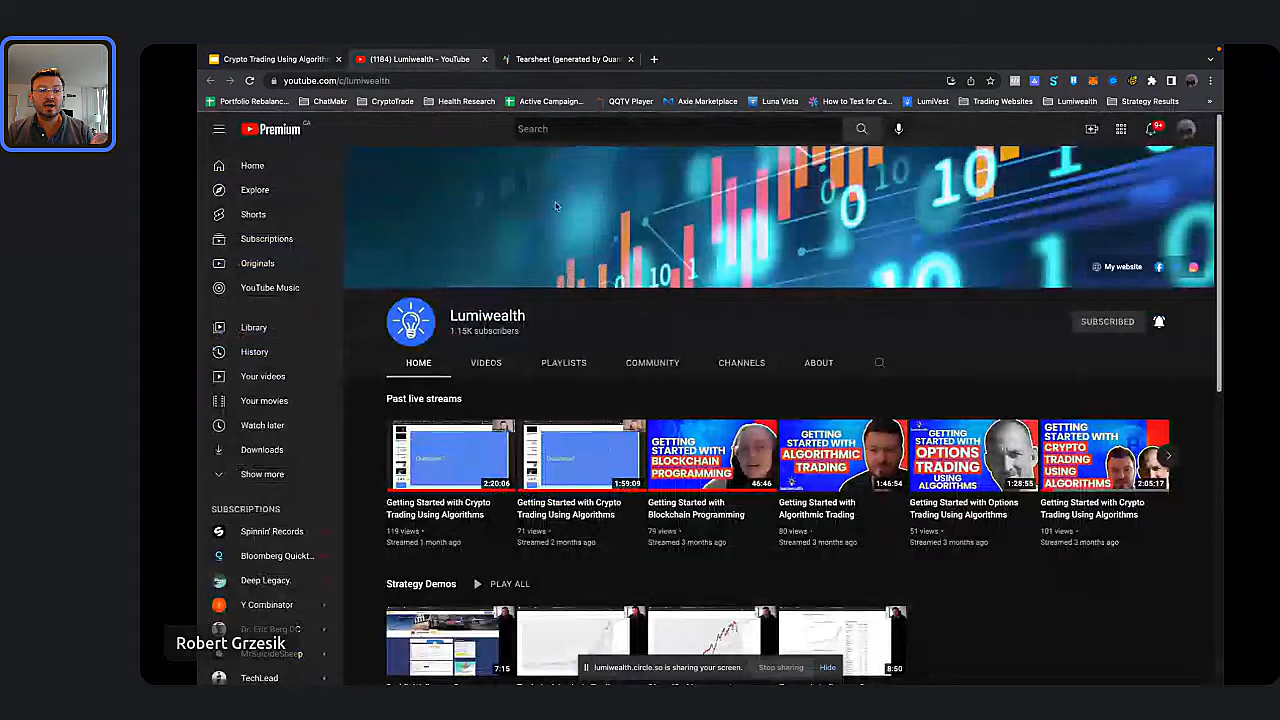 Crypto Trading Using Algorithm
(1184) Lumiwealth - YouTube
Tearsheet (generated by Quan
youtube.com/c/lumiwealth
Portfolio Rebalanc...
ChatMakr
CryptoTrade
Health Research
Active Campaign...
QQTV Player
Axie Marketplace
Luna Vista
How to Test for Ca...
LumiVest
Trading Websites
Lumiwealth
Strategy Results
Premium
CA
Search
9+
Home
Explore
Shorts
Subscriptions
Originals
YouTube Music
Library
History
Your videos
Your movies
Watch later
Downloads
Show more
SUBSCRIPTIONS
Spinnin' Records
Bloomberg Quickt...
Deep Legacy.
Y Combinator
Dr. Eric Berg DC
MrSuicideSheep
TechLead
My website
Lumiwealth
1.15K subscribers
SUBSCRIBED
HOME
VIDEOS
PLAYLISTS
COMMUNITY
CHANNELS
ABOUT
Past live streams
2:20:06
Getting Started with Crypto
Trading Using Algorithms
119 views •
Streamed 1 month ago
1:59:09
Getting Started with Crypto
Trading Using Algorithms
71 views •
Streamed 2 months ago
GETTING
STARTED WITH
BLOCKCHAIN
PROGRAMMING
46:46
Getting Started with
Blockchain Programming
79 views •
Streamed 3 months ago
GETTING
STARTED WITH
ALGORITHMIC
TRADING
1:46:54
Getting Started with
Algorithmic Trading
80 views •
Streamed 3 months ago
GETTING
STARTED WITH
OPTIONS
TRADING
USING
ALGORITHMS
1:28:55
Getting Started with Options
Trading Using Algorithms
51 views •
Streamed 3 months ago
GETTING
STARTED WITH
CRYPTO
TRADING
USING
ALGORITHMS
2:05:17
Getting Started with Crypto
Trading Using Algorithms
101 views •
Streamed 3 months ago
Strategy Demos
PLAY ALL
7:15
8:50
lumiwealth.circle.so is sharing your screen.
Stop sharing
Hide
Robert Grzesik